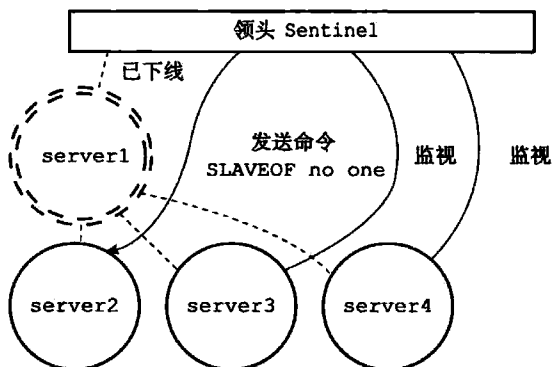 领头 Sentinel
已下线
server1
发送命令
SLAVEOF no one
监视
监视
server2
server3
server4